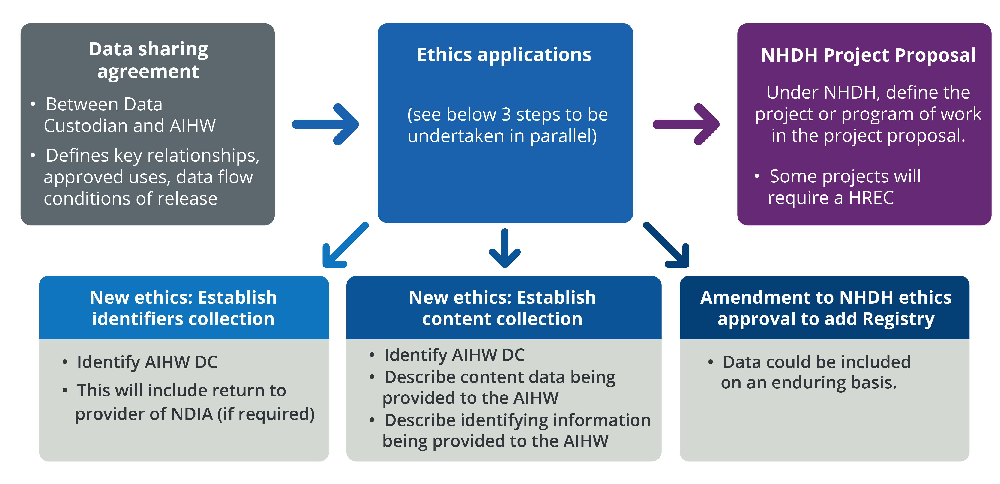 Data sharing
agreement
• Between Data
Custodian and AIHW
• Defines key relationships,
approved uses, data flow
conditions of release
Ethics applications
(see below 3 steps to be
undertaken in parallel)
NHDH Project Proposal
Under NHDH, define the
project or program of work
in the project proposal.
• Some projects will
require a HREC
New ethics: Establish
identifiers collection
• Identify AIHW DC
• This will include return to
provider of NDIA (if required)
New ethics: Establish
content collection
• Identify AIHW DC
• Describe content data being
provided to the AIHW
• Describe identifying information
being provided to the AIHW
Amendment to NHDH ethics
approval to add Registry
• Data could be included
on an enduring basis.